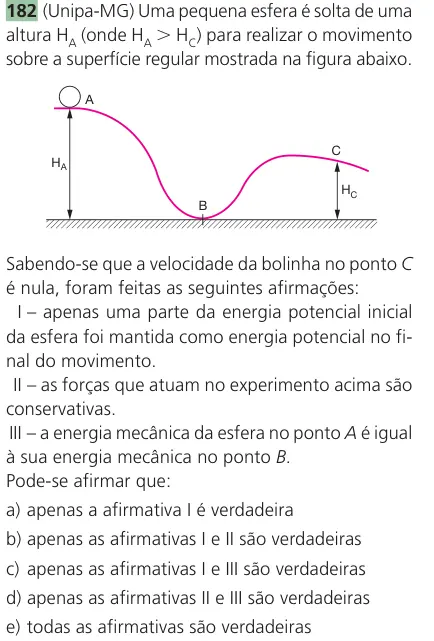 182 (Unipa-MG) Uma pequena esfera é solta de uma
altura H_A (onde H_A > H_C) para realizar o movimento
sobre a superfície regular mostrada na figura abaixo.
A
H_A
C
B
H_C
Sabendo-se que a velocidade da bolinha no ponto C
é nula, foram feitas as seguintes afirmações:
I – apenas uma parte da energia potencial inicial
da esfera foi mantida como energia potencial no fi-
nal do movimento.
II – as forças que atuam no experimento acima são
conservativas.
III – a energia mecânica da esfera no ponto A é igual
à sua energia mecânica no ponto B.
Pode-se afirmar que:
a) apenas a afirmativa I é verdadeira
b) apenas as afirmativas I e II são verdadeiras
c) apenas as afirmativas I e III são verdadeiras
d) apenas as afirmativas II e III são verdadeiras
e) todas as afirmativas são verdadeiras